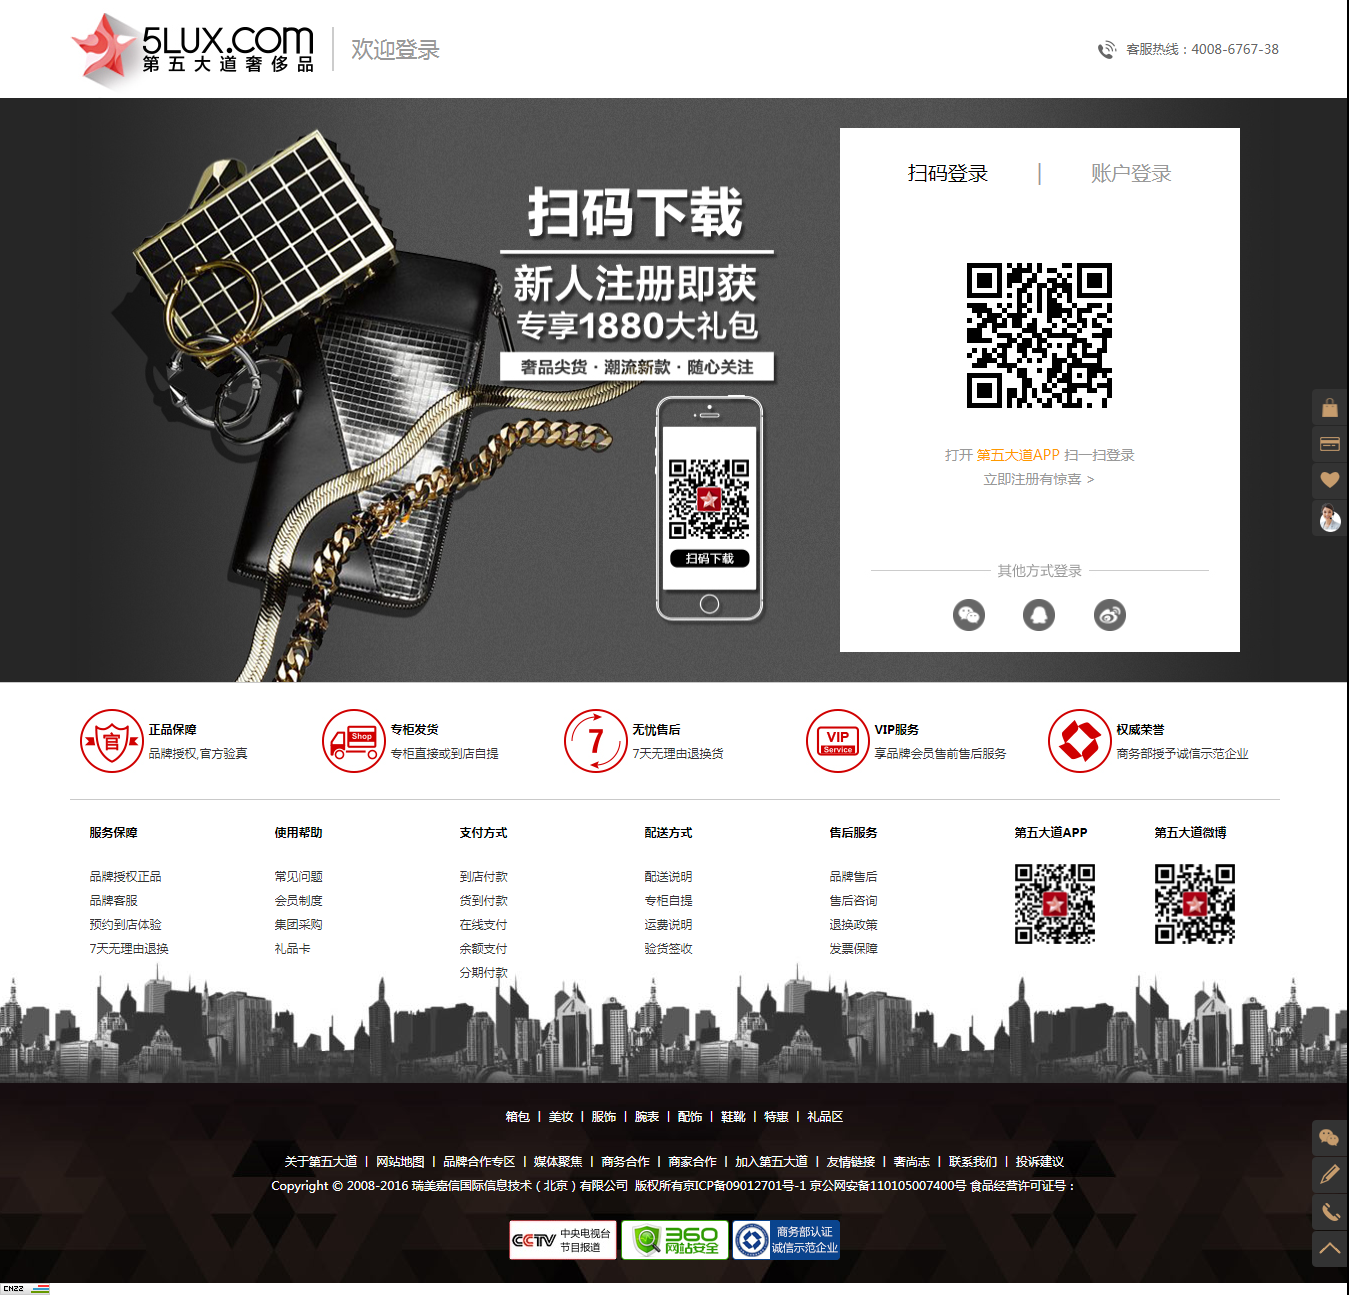 5LUX.COM
第五大道奢侈品
欢迎登录
客服热线：4008-6767-38
扫码下载
新人注册即获
专享1880大礼包
奢品尖货·潮流新款·随心关注
扫码下载
扫码登录 | 账户登录
打开 第五大道APP 扫一扫登录
立即注册有惊喜 >
其他方式登录
官
正品保障
品牌授权,官方验真
Shop
专柜发货
专柜直接或到店自提
7
无忧售后
7天无理由退换货
VIP
Service
VIP服务
享品牌会员售前售后服务
权威荣誉
商务部授予诚信示范企业
服务保障
品牌授权正品
品牌客服
预约到店体验
7天无理由退换
使用帮助
常见问题
会员制度
集团采购
礼品卡
支付方式
到店付款
货到付款
在线支付
余额支付
分期付款
配送方式
配送说明
专柜自提
运费说明
验货签收
售后服务
品牌售后
售后咨询
退换政策
发票保障
第五大道APP
第五大道微博
箱包 | 美妆 | 服饰 | 腕表 | 配饰 | 鞋靴 | 特惠 | 礼品区
关于第五大道 | 网站地图 | 品牌合作专区 | 媒体聚焦 | 商务合作 | 商家合作 | 加入第五大道 | 友情链接 | 奢尚志 | 联系我们 | 投诉建议
Copyright © 2008-2016 瑞美嘉信国际信息技术（北京）有限公司 版权所有京ICP备09012701号-1 京公网安备110105007400号 食品经营许可证号：
CCTV 中央电视台
节目报道
360
网站安全
商务部认证
诚信示范企业
CNZZ